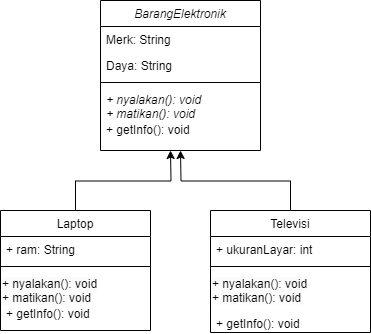 BarangElektronik
Merk: String
Daya: String
+ nyalakan(): void
+ matikan(): void
+ getInfo(): void
Laptop
+ ram: String
+ nyalakan(): void
+ matikan(): void
+ getInfo(): void
Televisi
+ ukuranLayar: int
+ nyalakan(): void
+ matikan(): void
+ getInfo(): void